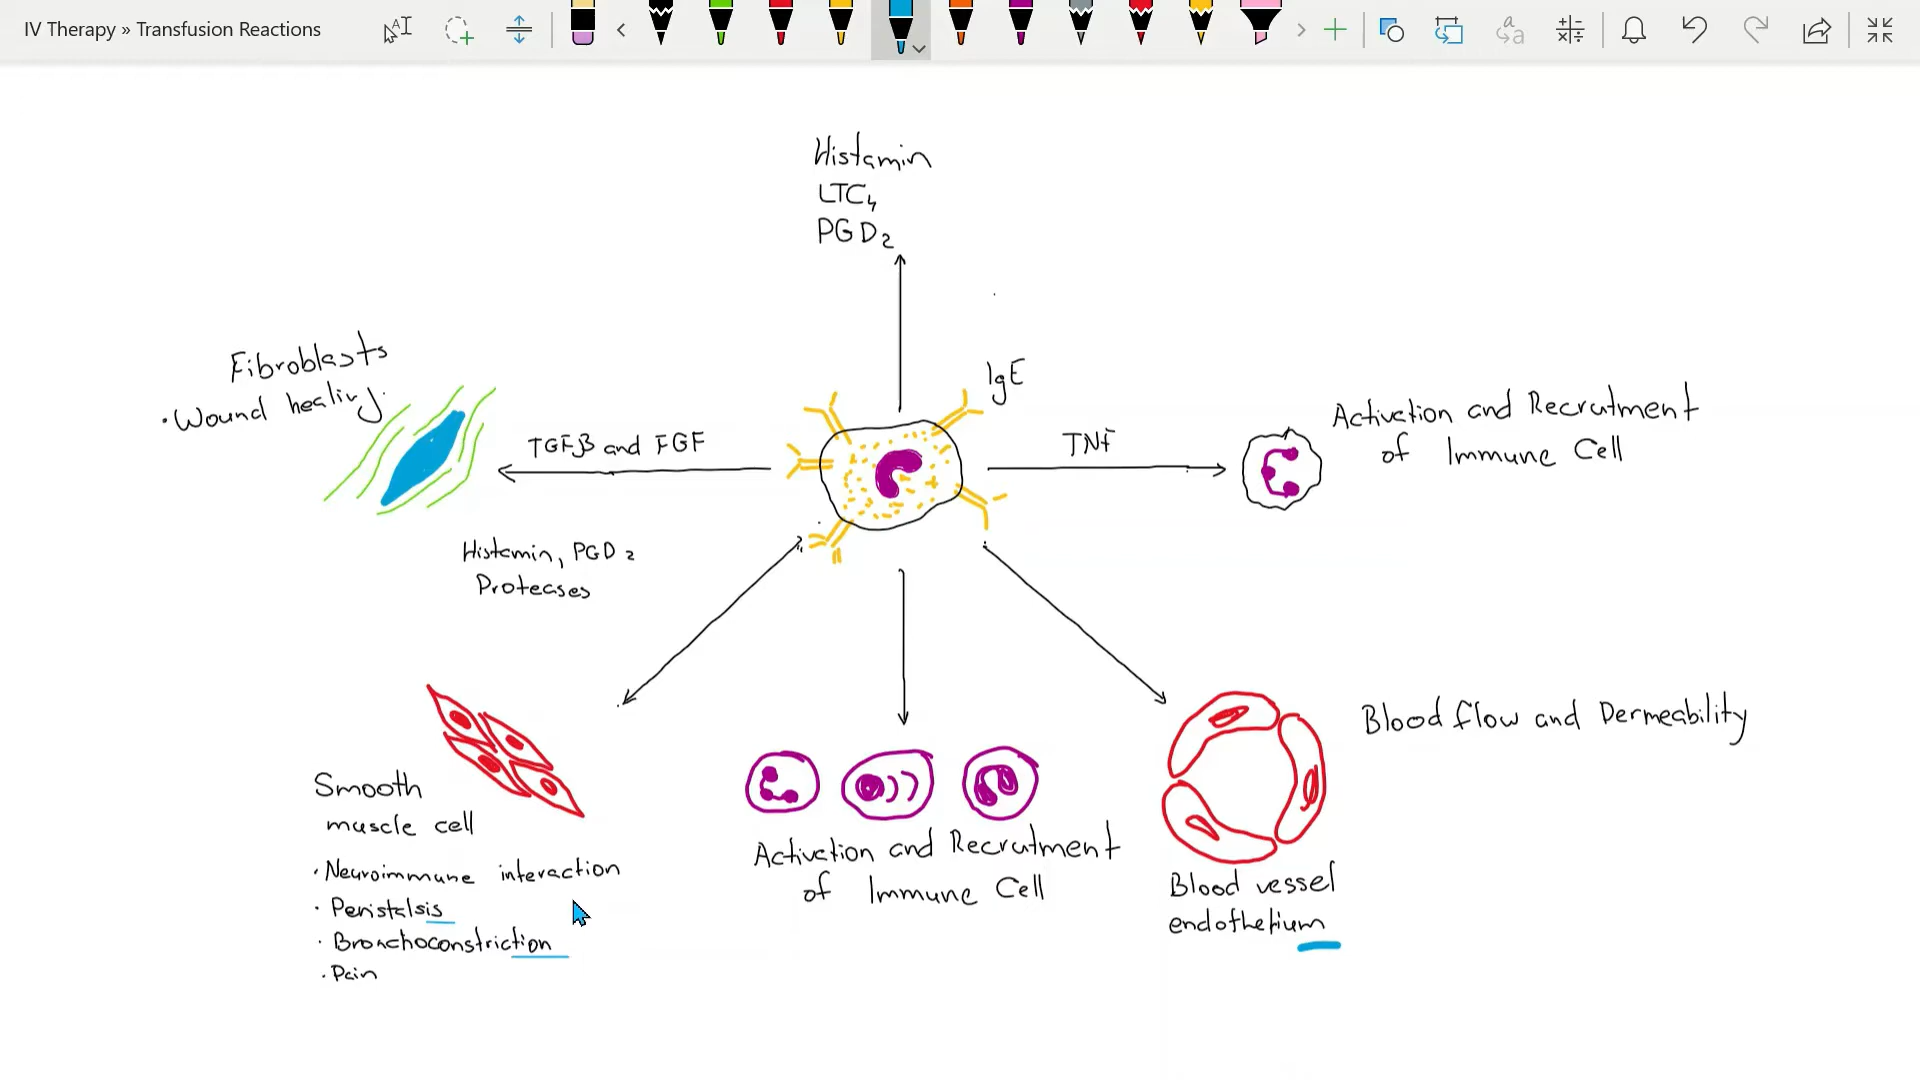 IV Therapy » Transfusion Reactions
Histamin
LTC4
PGD2
IgE
Fibroblasts
• Wound healing.
TGFβ and FGF
TNF
Activation and Recrutment
of Immune Cell
Histamin, PGD2
Proteases
Smooth
muscle cell
• Neuroimmune interaction
• Peristalsis
• Bronchoconstriction
• Pain
Activation and Recrutment
of Immune Cell
Blood flow and Permeability
Blood vessel
endothelium